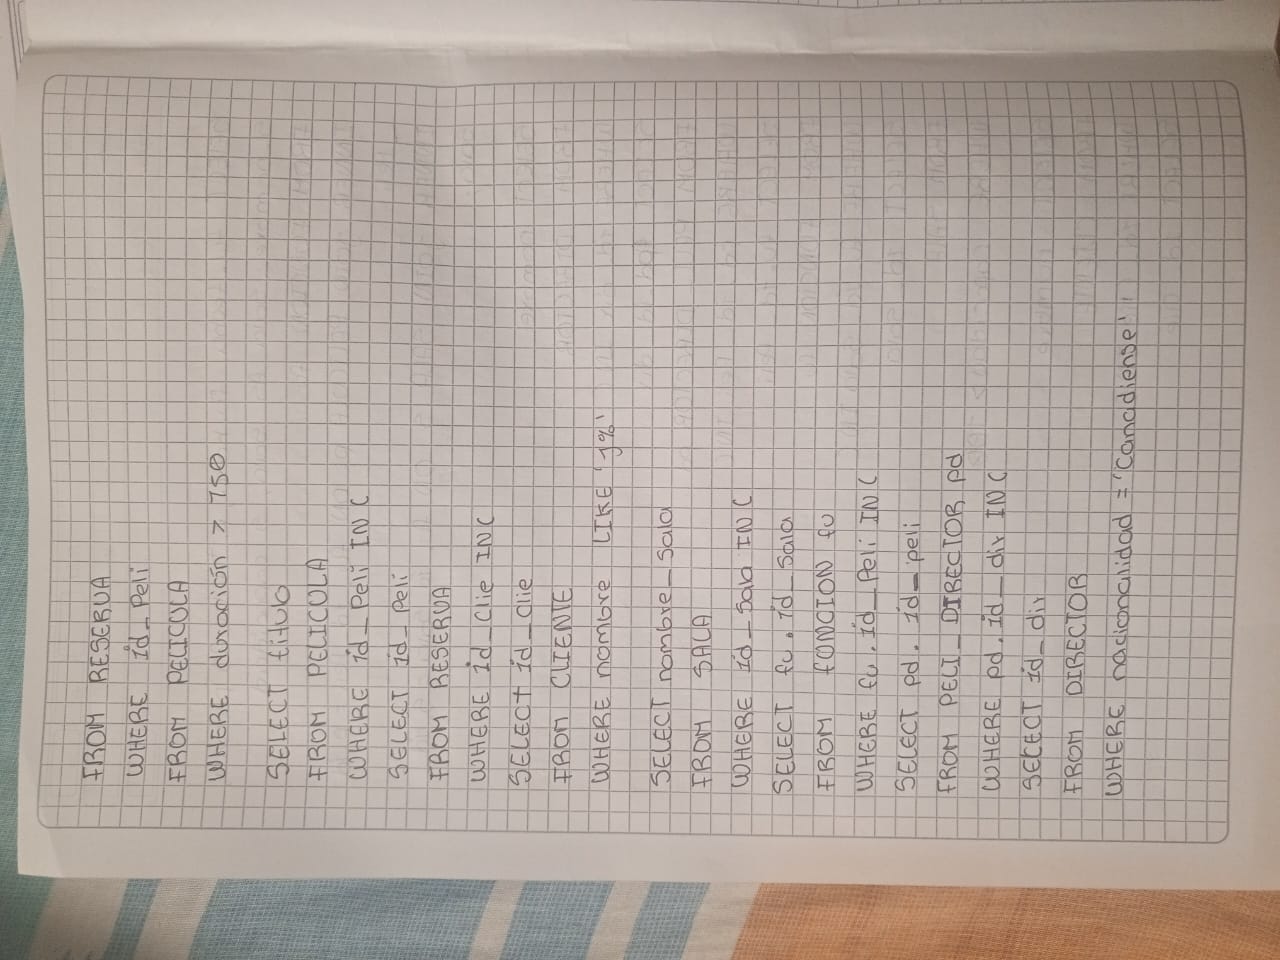 FROM RESERVA
WHERE id_Peli
FROM PELICULA
WHERE duración > 150
SELECT titulo
FROM PELICULA
WHERE id_Peli IN (
SELECT id_Peli
FROM RESERVA
WHERE id_Clie IN (
SELECT id_Clie
FROM CLIENTE
WHERE nombre LIKE 'J%'
SELECT nombre_Sala
FROM SALA
WHERE id_Sala IN (
SELECT fu.id_Sala
FROM FUNCION fu
WHERE fu.id_Peli IN (
SELECT pd.id_peli
FROM PELI_DIRECTOR pd
WHERE pd.id_dir IN (
SELECT id_dir
FROM DIRECTOR
WHERE nacionalidad = 'Canadiense'